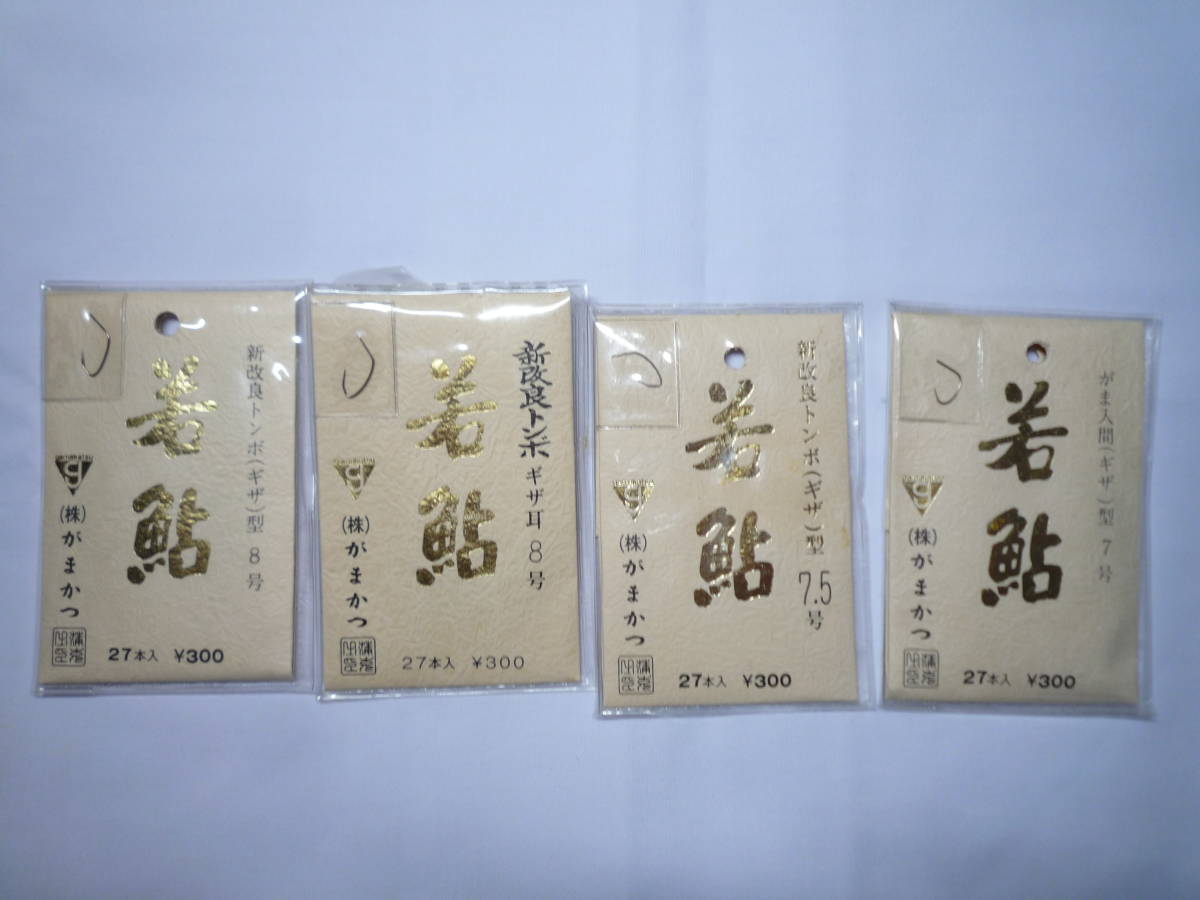 若鮎
新改良トンボ(ギザ)型 8号
gamakatsu
g
(株)がまかつ
27本入 ¥300
若鮎
新改良トンボ ギザ耳 8号
gamakatsu
g
(株)がまかつ
27本入 ¥300
若鮎
新改良トンボ(ギザ)型 7.5号
g
(株)がまかつ
27本入 ¥300
若鮎
がま入間(ギザ)型 7号
g
(株)がまかつ
27本入 ¥300